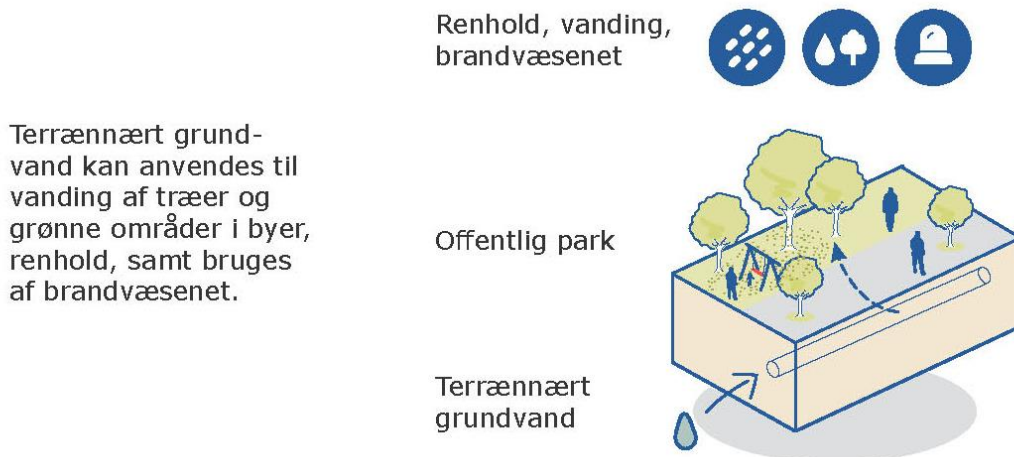 Renhold, vanding,
brandvæsenet
Terrænnært grund-
vand kan anvendes til
vanding af træer og
grønne områder i byer,
renhold, samt bruges
af brandvæsenet.
Offentlig park
Terrænnært
grundvand